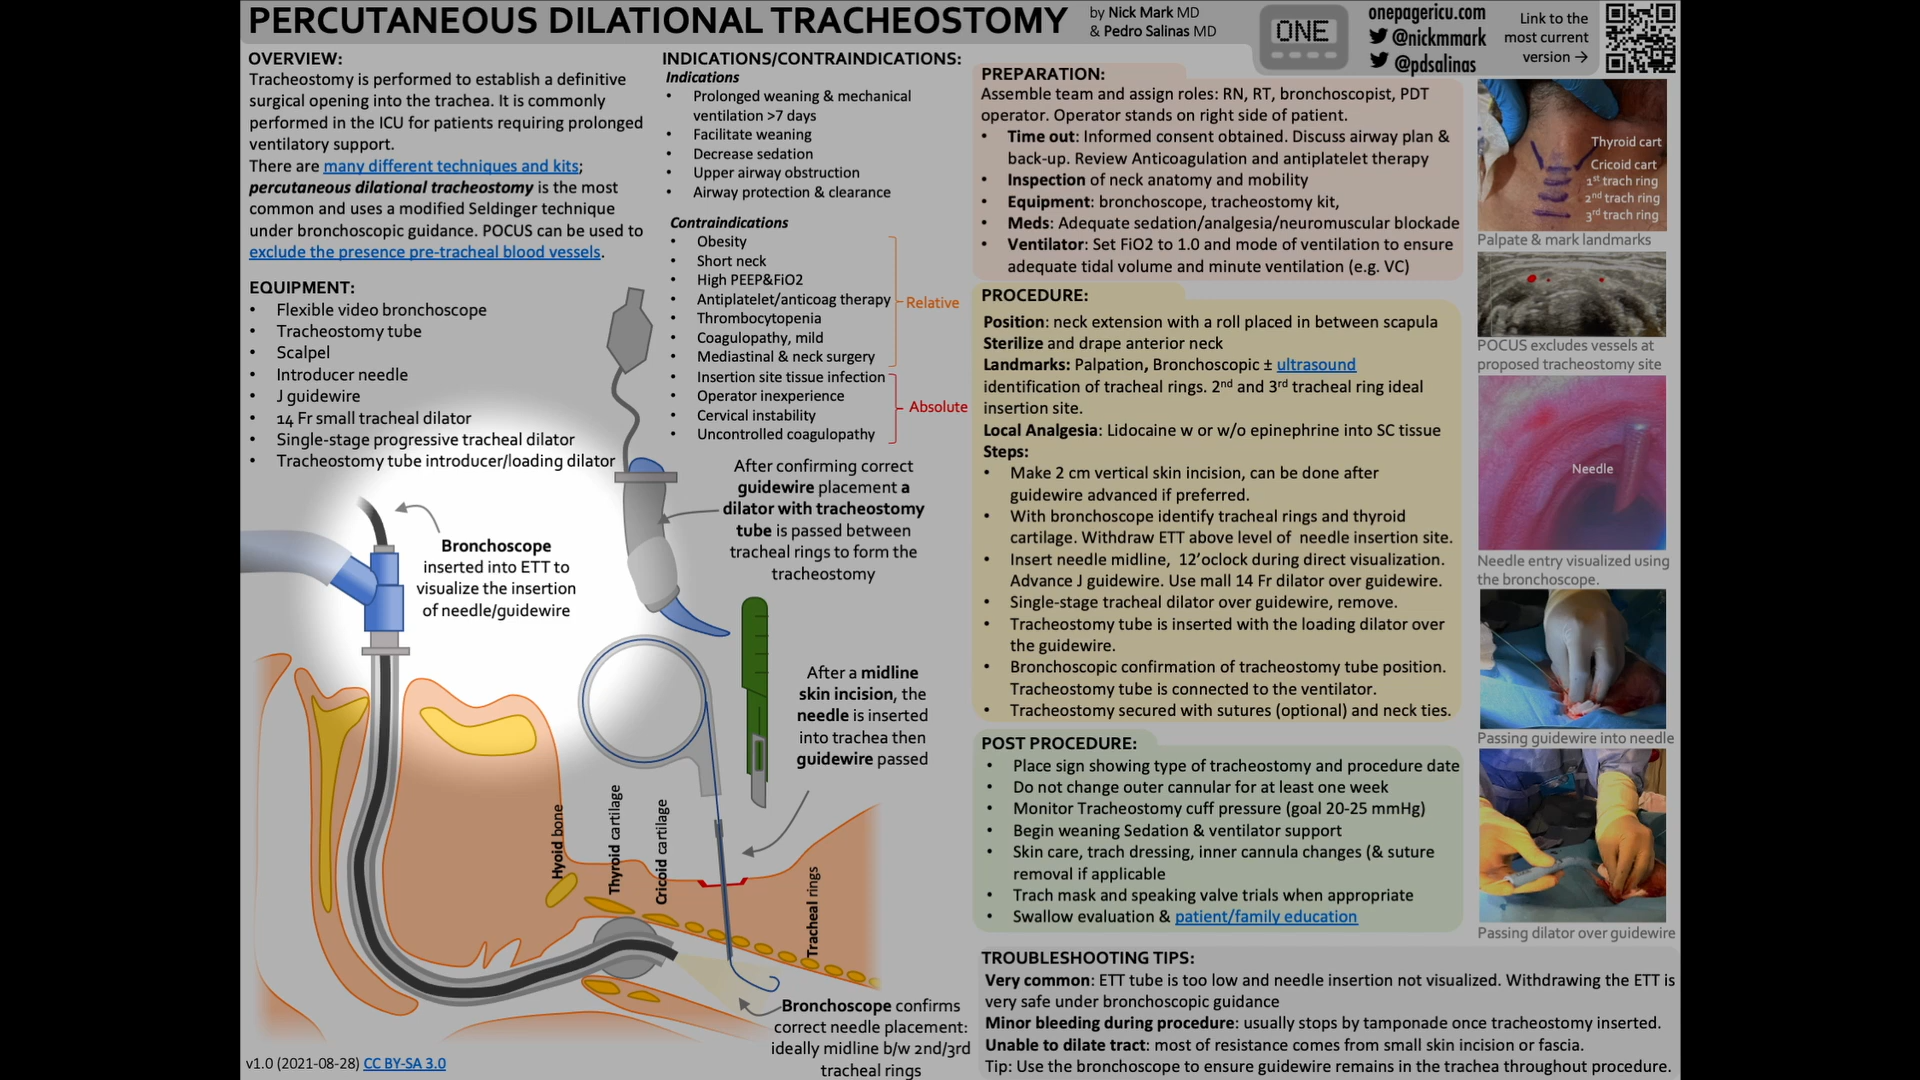 PERCUTANEOUS DILATIONAL TRACHEOSTOMY
by Nick Mark MD
& Pedro Salinas MD
ONE
onepagericu.com
@nickmmark
@pdsalinas
Link to the
most current
version →
OVERVIEW:
Tracheostomy is performed to establish a definitive
surgical opening into the trachea. It is commonly
performed in the ICU for patients requiring prolonged
ventilatory support.
There are many different techniques and kits;
percutaneous dilational tracheostomy is the most
common and uses a modified Seldinger technique
under bronchoscopic guidance. POCUS can be used to
exclude the presence pre-tracheal blood vessels.
EQUIPMENT:
• Flexible video bronchoscope
• Tracheostomy tube
• Scalpel
• Introducer needle
• J guidewire
• 14 Fr small tracheal dilator
• Single-stage progressive tracheal dilator
• Tracheostomy tube introducer/loading dilator
Bronchoscope
inserted into ETT to
visualize the insertion
of needle/guidewire
INDICATIONS/CONTRAINDICATIONS:
Indications
• Prolonged weaning & mechanical
ventilation >7 days
• Facilitate weaning
• Decrease sedation
• Upper airway obstruction
• Airway protection & clearance
Contraindications
• Obesity
• Short neck
• High PEEP&FiO2
• Antiplatelet/anticoag therapy
• Thrombocytopenia
• Coagulopathy, mild
• Mediastinal & neck surgery
Relative
• Insertion site tissue infection
• Operator inexperience
• Cervical instability
• Uncontrolled coagulopathy
Absolute
After confirming correct
guidewire placement a
dilator with tracheostomy
tube is passed between
tracheal rings to form the
tracheostomy
After a midline
skin incision, the
needle is inserted
into trachea then
guidewire passed
Hyoid bone
Thyroid cartilage
Cricoid cartilage
Tracheal rings
Bronchoscope confirms
correct needle placement:
ideally midline b/w 2nd/3rd
tracheal rings
v1.0 (2021-08-28) CC BY-SA 3.0
PREPARATION:
Assemble team and assign roles: RN, RT, bronchoscopist, PDT
operator. Operator stands on right side of patient.
• Time out: Informed consent obtained. Discuss airway plan &
back-up. Review Anticoagulation and antiplatelet therapy
• Inspection of neck anatomy and mobility
• Equipment: bronchoscope, tracheostomy kit,
• Meds: Adequate sedation/analgesia/neuromuscular blockade
• Ventilator: Set FiO2 to 1.0 and mode of ventilation to ensure
adequate tidal volume and minute ventilation (e.g. VC)
PROCEDURE:
Position: neck extension with a roll placed in between scapula
Sterilize and drape anterior neck
Landmarks: Palpation, Bronchoscopic ± ultrasound
identification of tracheal rings. 2nd and 3rd tracheal ring ideal
insertion site.
Local Analgesia: Lidocaine w or w/o epinephrine into SC tissue
Steps:
• Make 2 cm vertical skin incision, can be done after
guidewire advanced if preferred.
• With bronchoscope identify tracheal rings and thyroid
cartilage. Withdraw ETT above level of needle insertion site.
• Insert needle midline, 12'oclock during direct visualization.
Advance J guidewire. Use mall 14 Fr dilator over guidewire.
• Single-stage tracheal dilator over guidewire, remove.
• Tracheostomy tube is inserted with the loading dilator over
the guidewire.
• Bronchoscopic confirmation of tracheostomy tube position.
Tracheostomy tube is connected to the ventilator.
• Tracheostomy secured with sutures (optional) and neck ties.
POST PROCEDURE:
• Place sign showing type of tracheostomy and procedure date
• Do not change outer cannular for at least one week
• Monitor Tracheostomy cuff pressure (goal 20-25 mmHg)
• Begin weaning Sedation & ventilator support
• Skin care, trach dressing, inner cannula changes (& suture
removal if applicable
• Trach mask and speaking valve trials when appropriate
• Swallow evaluation & patient/family education
TROUBLESHOOTING TIPS:
Very common: ETT tube is too low and needle insertion not visualized. Withdrawing the ETT is
very safe under bronchoscopic guidance
Minor bleeding during procedure: usually stops by tamponade once tracheostomy inserted.
Unable to dilate tract: most of resistance comes from small skin incision or fascia.
Tip: Use the bronchoscope to ensure guidewire remains in the trachea throughout procedure.
Thyroid cart
Cricoid cart
1st trach ring
2nd trach ring
3rd trach ring
Palpate & mark landmarks
POCUS excludes vessels at
proposed tracheostomy site
Needle
Needle entry visualized using
the bronchoscope.
Passing guidewire into needle
Passing dilator over guidewire